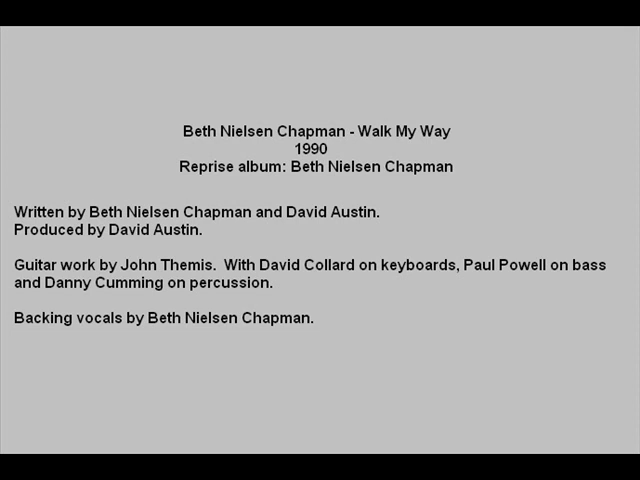 Beth Nielsen Chapman - Walk My Way
1990
Reprise album: Beth Nielsen Chapman
Written by Beth Nielsen Chapman and David Austin.
Produced by David Austin.
Guitar work by John Themis.  With David Collard on keyboards, Paul Powell on bass
and Danny Cumming on percussion.
Backing vocals by Beth Nielsen Chapman.